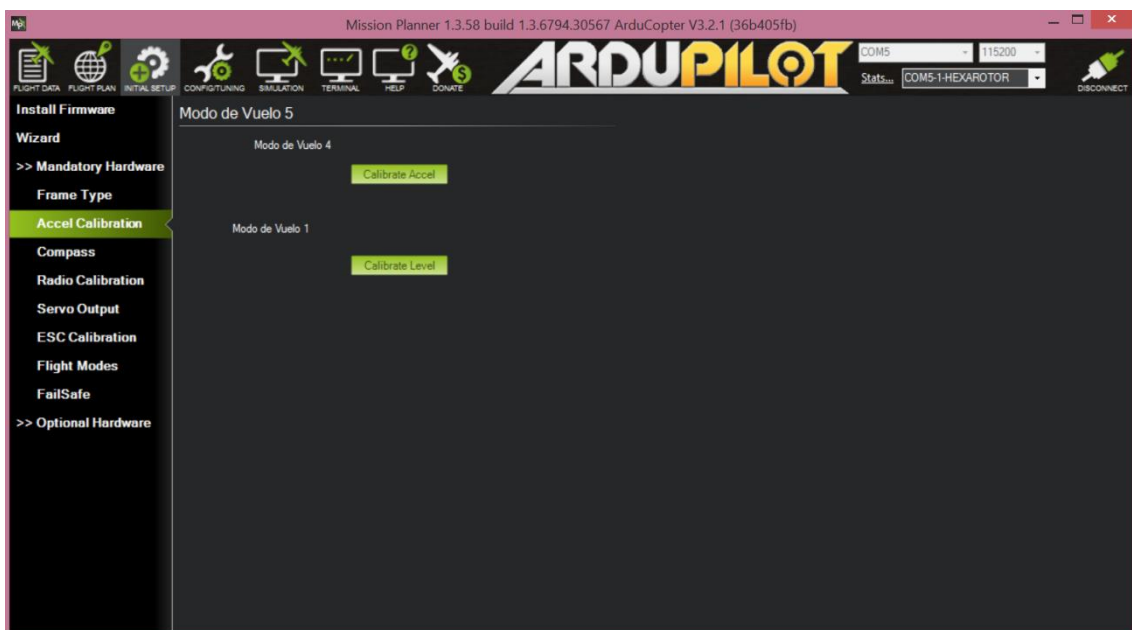 Mp
Mission Planner 1.3.58 build 1.3.6794.30567 ArduCopter V3.2.1 (36b405fb)
FLIGHT DATA FLIGHT PLAN INITIAL SETUP CONFIG/TUNING SIMULATION TERMINAL HELP DONATE
ARDUPILOT
COM5 115200
Stats... COM5-1-HEXAROTOR
DISCONNECT
Install Firmware
Wizard
>> Mandatory Hardware
Frame Type
Accel Calibration
Compass
Radio Calibration
Servo Output
ESC Calibration
Flight Modes
FailSafe
>> Optional Hardware
Modo de Vuelo 5
Modo de Vuelo 4
Calibrate Accel
Modo de Vuelo 1
Calibrate Level